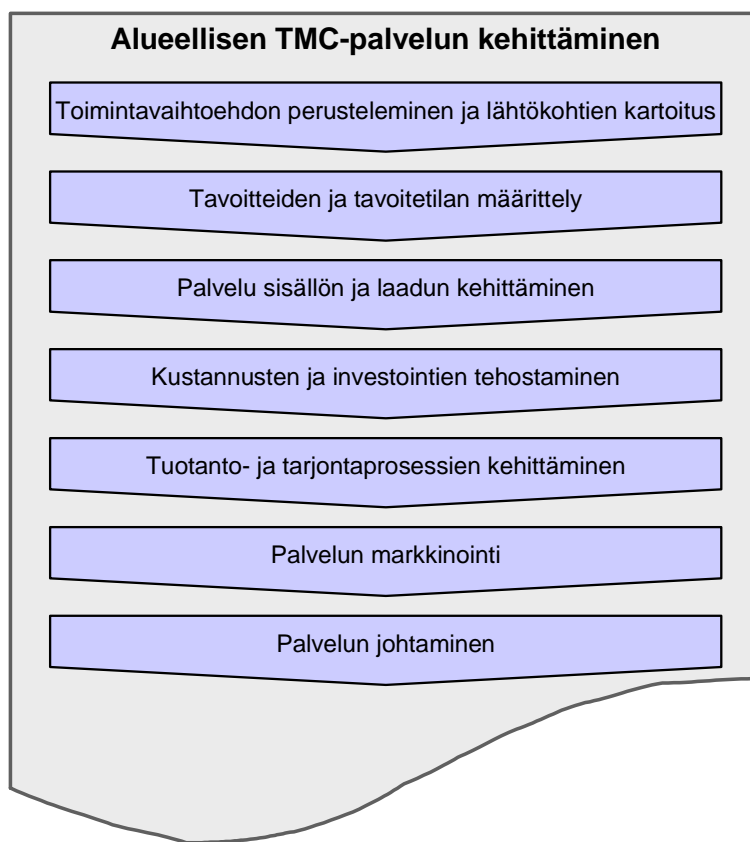 Alueellisen TMC-palvelun kehittäminen
Toimintavaihtoehdon perusteleminen ja lähtökohtien kartoitus
Tavoitteiden ja tavoitetilan määrittely
Palvelu sisällön ja laadun kehittäminen
Kustannusten ja investointien tehostaminen
Tuotanto- ja tarjontaprosessien kehittäminen
Palvelun markkinointi
Palvelun johtaminen